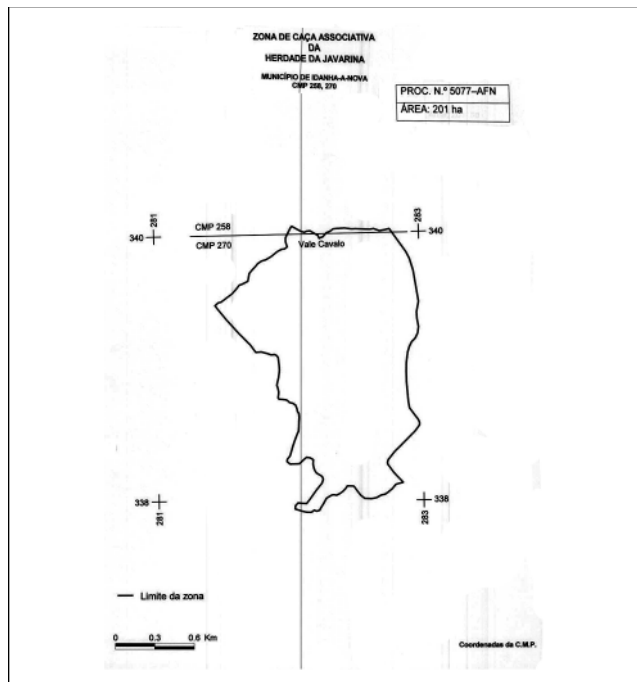 ZONA DE CAÇA ASSOCIATIVA
DA
HERDADE DA JAVARINA
MUNICÍPIO DE IDANHA-A-NOVA
CMP 258, 270
PROC. N.º 5077–AFN
ÁREA: 201 ha
281
283
340
CMP 258
340
CMP 270
Vale Cavalo
338
338
281
283
Limite da zona
0 0.3 0.6 Km
Coordenadas da C.M.P.